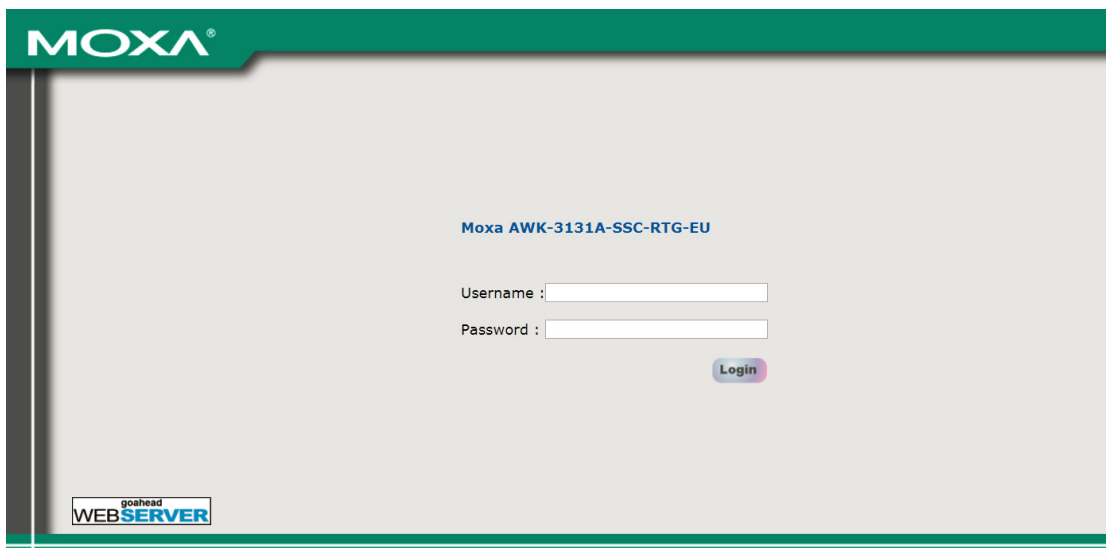 MOXA®
Moxa AWK-3131A-SSC-RTG-EU
Username :
Password :
Login
goahead
WEBSERVER